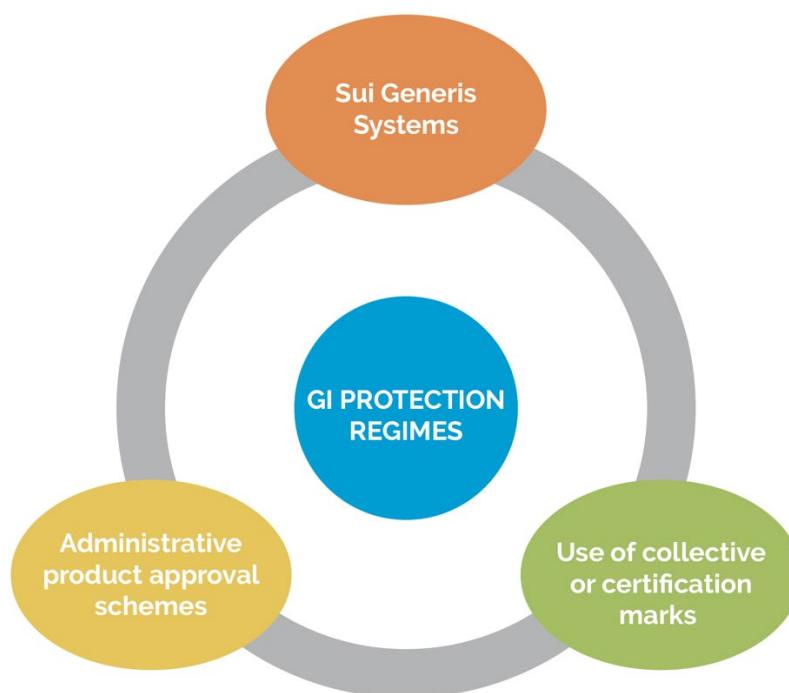 Sui Generis
Systems
GI PROTECTION
REGIMES
Administrative
product approval
schemes
Use of collective
or certification
marks